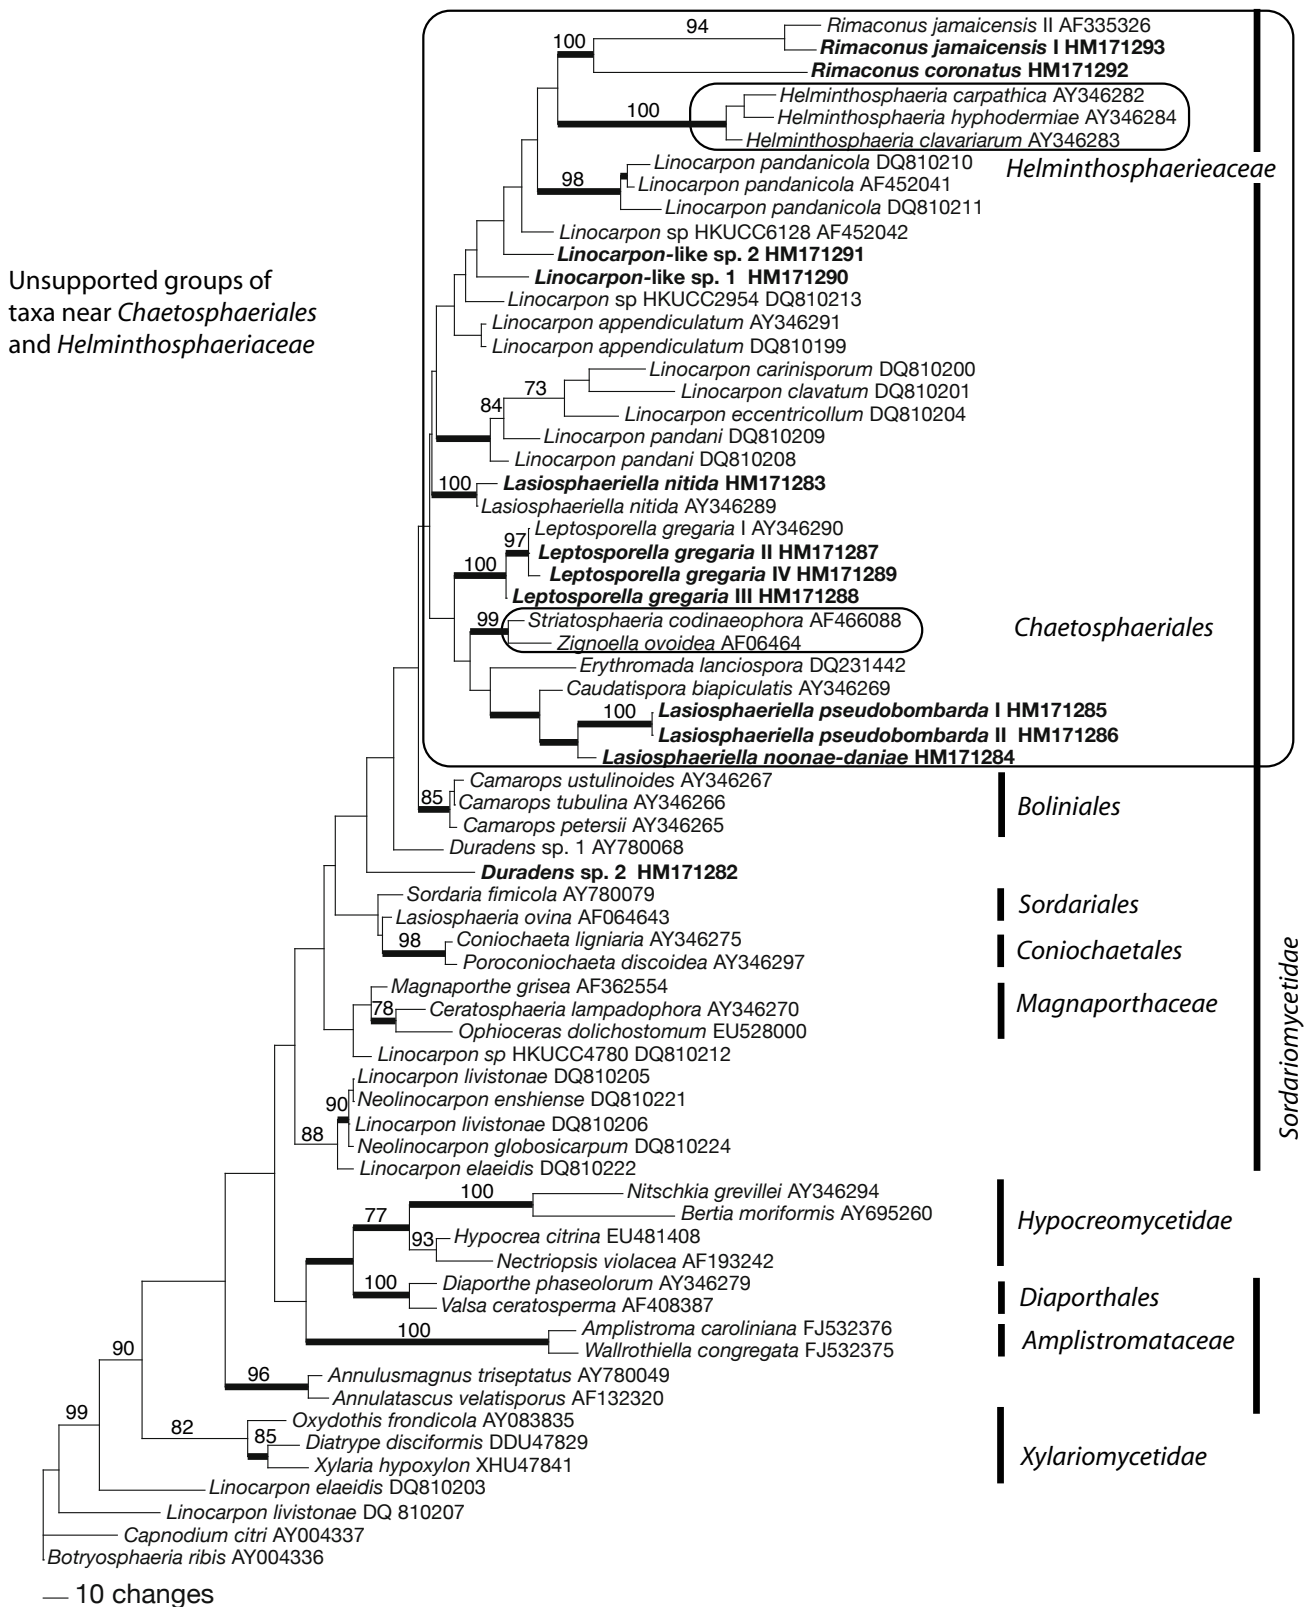 94
Rimaconus jamaicensis II AF335326
100
Rimaconus jamaicensis I HM171293
Rimaconus coronatus HM171292
Helminthosphaeria carpathica AY346282
100
Helminthosphaeria hyphodermiae AY346284
Helminthosphaeria clavariarum AY346283
Linocarpon pandanicola DQ810210
Helminthosphaerieaceae
98
Linocarpon pandanicola AF452041
Linocarpon pandanicola DQ810211
Linocarpon sp HKUCC6128 AF452042
Linocarpon-like sp. 2 HM171291
Linocarpon-like sp. 1 HM171290
Unsupported groups of
taxa near Chaetosphaeriales
and Helminthosphaeriaceae
Linocarpon sp HKUCC2954 DQ810213
Linocarpon appendiculatum AY346291
Linocarpon appendiculatum DQ810199
Linocarpon carinisporum DQ810200
73
Linocarpon clavatum DQ810201
84
Linocarpon eccentricollum DQ810204
Linocarpon pandani DQ810209
Linocarpon pandani DQ810208
100
Lasiosphaeriella nitida HM171283
Lasiosphaeriella nitida AY346289
Leptosporella gregaria I AY346290
97
Leptosporella gregaria II HM171287
100
Leptosporella gregaria IV HM171289
Leptosporella gregaria III HM171288
99
Striatosphaeria codinaeophora AF466088
Chaetosphaeriales
Zignoella ovoidea AF06464
Erythromada lanciospora DQ231442
Caudatispora biapiculatis AY346269
100
Lasiosphaeriella pseudobombarda I HM171285
Lasiosphaeriella pseudobombarda II HM171286
Lasiosphaeriella noonae-daniae HM171284
Camarops ustulinoides AY346267
85
Camarops tubulina AY346266
Boliniales
Camarops petersii AY346265
Duradens sp. 1 AY780068
Duradens sp. 2 HM171282
Sordaria fimicola AY780079
Sordariales
Lasiosphaeria ovina AF064643
98
Coniochaeta ligniaria AY346275
Coniochaetales
Poroconiochaeta discoidea AY346297
Magnaporthe grisea AF362554
78
Ceratosphaeria lampadophora AY346270
Magnaporthaceae
Ophioceras dolichostomum EU528000
Linocarpon sp HKUCC4780 DQ810212
Sordariomycetidae
Linocarpon livistonae DQ810205
90
Neolinocarpon enshiense DQ810221
Linocarpon livistonae DQ810206
88
Neolinocarpon globosicarpum DQ810224
Linocarpon elaeidis DQ810222
100
Nitschkia grevillei AY346294
77
Bertia moriformis AY695260
Hypocreomycetidae
93
Hypocrea citrina EU481408
Nectriopsis violacea AF193242
100
Diaporthe phaseolorum AY346279
Diaporthales
Valsa ceratosperma AF408387
100
Amplistroma caroliniana FJ532376
Amplistromataceae
Wallrothiella congregata FJ532375
90
96
Annulusmagnus triseptatus AY780049
Annulatascus velatisporus AF132320
99
82
Oxydothis frondicola AY083835
85
Diatrype disciformis DDU47829
Xylariomycetidae
Xylaria hypoxylon XHU47841
Linocarpon elaeidis DQ810203
Linocarpon livistonae DQ 810207
Capnodium citri AY004337
Botryosphaeria ribis AY004336
10 changes